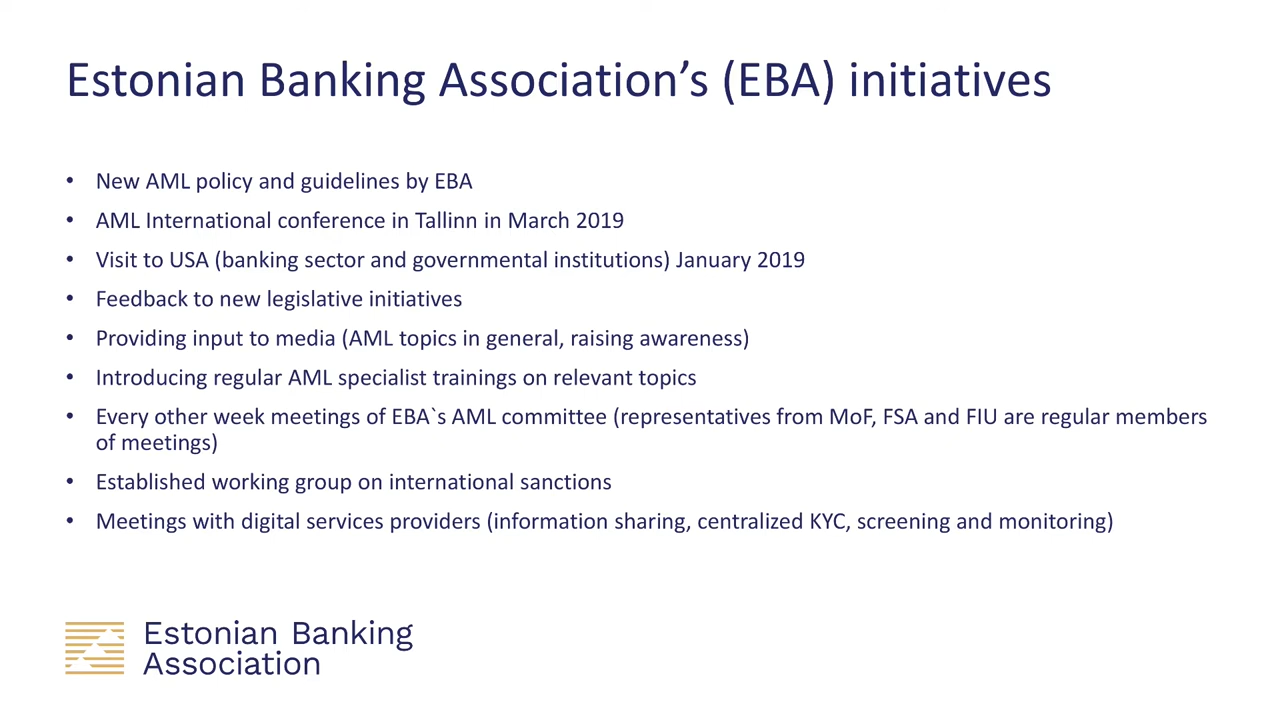 Estonian Banking Association’s (EBA) initiatives
• New AML policy and guidelines by EBA
• AML International conference in Tallinn in March 2019
• Visit to USA (banking sector and governmental institutions) January 2019
• Feedback to new legislative initiatives
• Providing input to media (AML topics in general, raising awareness)
• Introducing regular AML specialist trainings on relevant topics
• Every other week meetings of EBA`s AML committee (representatives from MoF, FSA and FIU are regular members
of meetings)
• Established working group on international sanctions
• Meetings with digital services providers (information sharing, centralized KYC, screening and monitoring)
Estonian Banking
Association